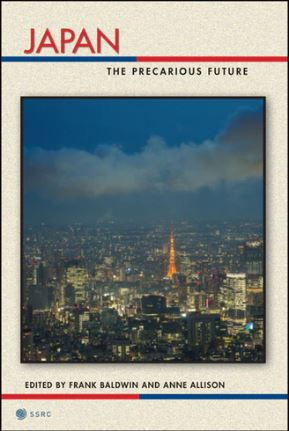 JAPAN
THE PRECARIOUS FUTURE
EDITED BY FRANK BALDWIN AND ANNE ALLISON
SSRC